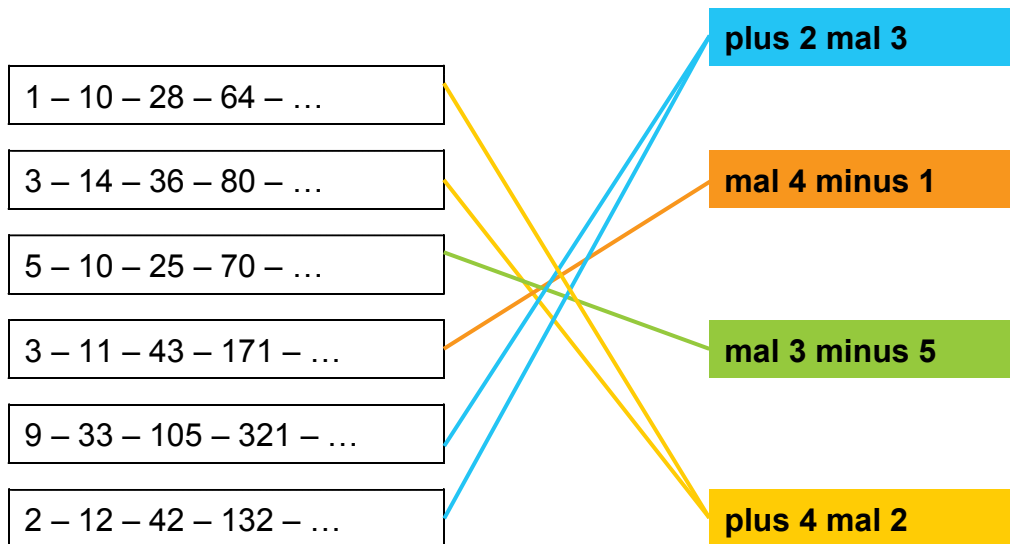 1 – 10 – 28 – 64 – …
3 – 14 – 36 – 80 – …
5 – 10 – 25 – 70 – …
3 – 11 – 43 – 171 – …
9 – 33 – 105 – 321 – …
2 – 12 – 42 – 132 – …
plus 2 mal 3
mal 4 minus 1
mal 3 minus 5
plus 4 mal 2